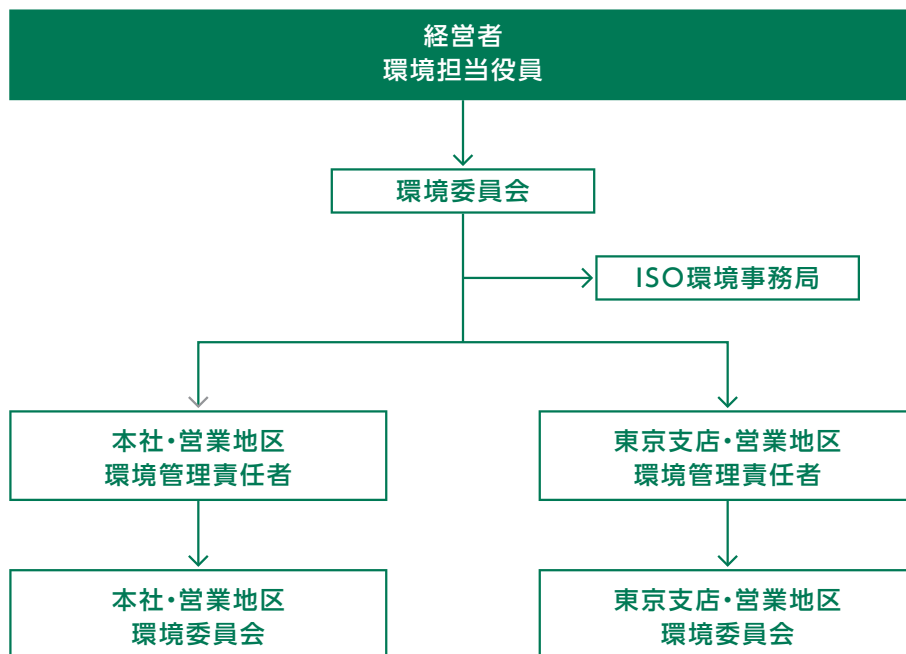 経営者
環境担当役員
環境委員会
ISO環境事務局
本社・営業地区
環境管理責任者
東京支店・営業地区
環境管理責任者
本社・営業地区
環境委員会
東京支店・営業地区
環境委員会